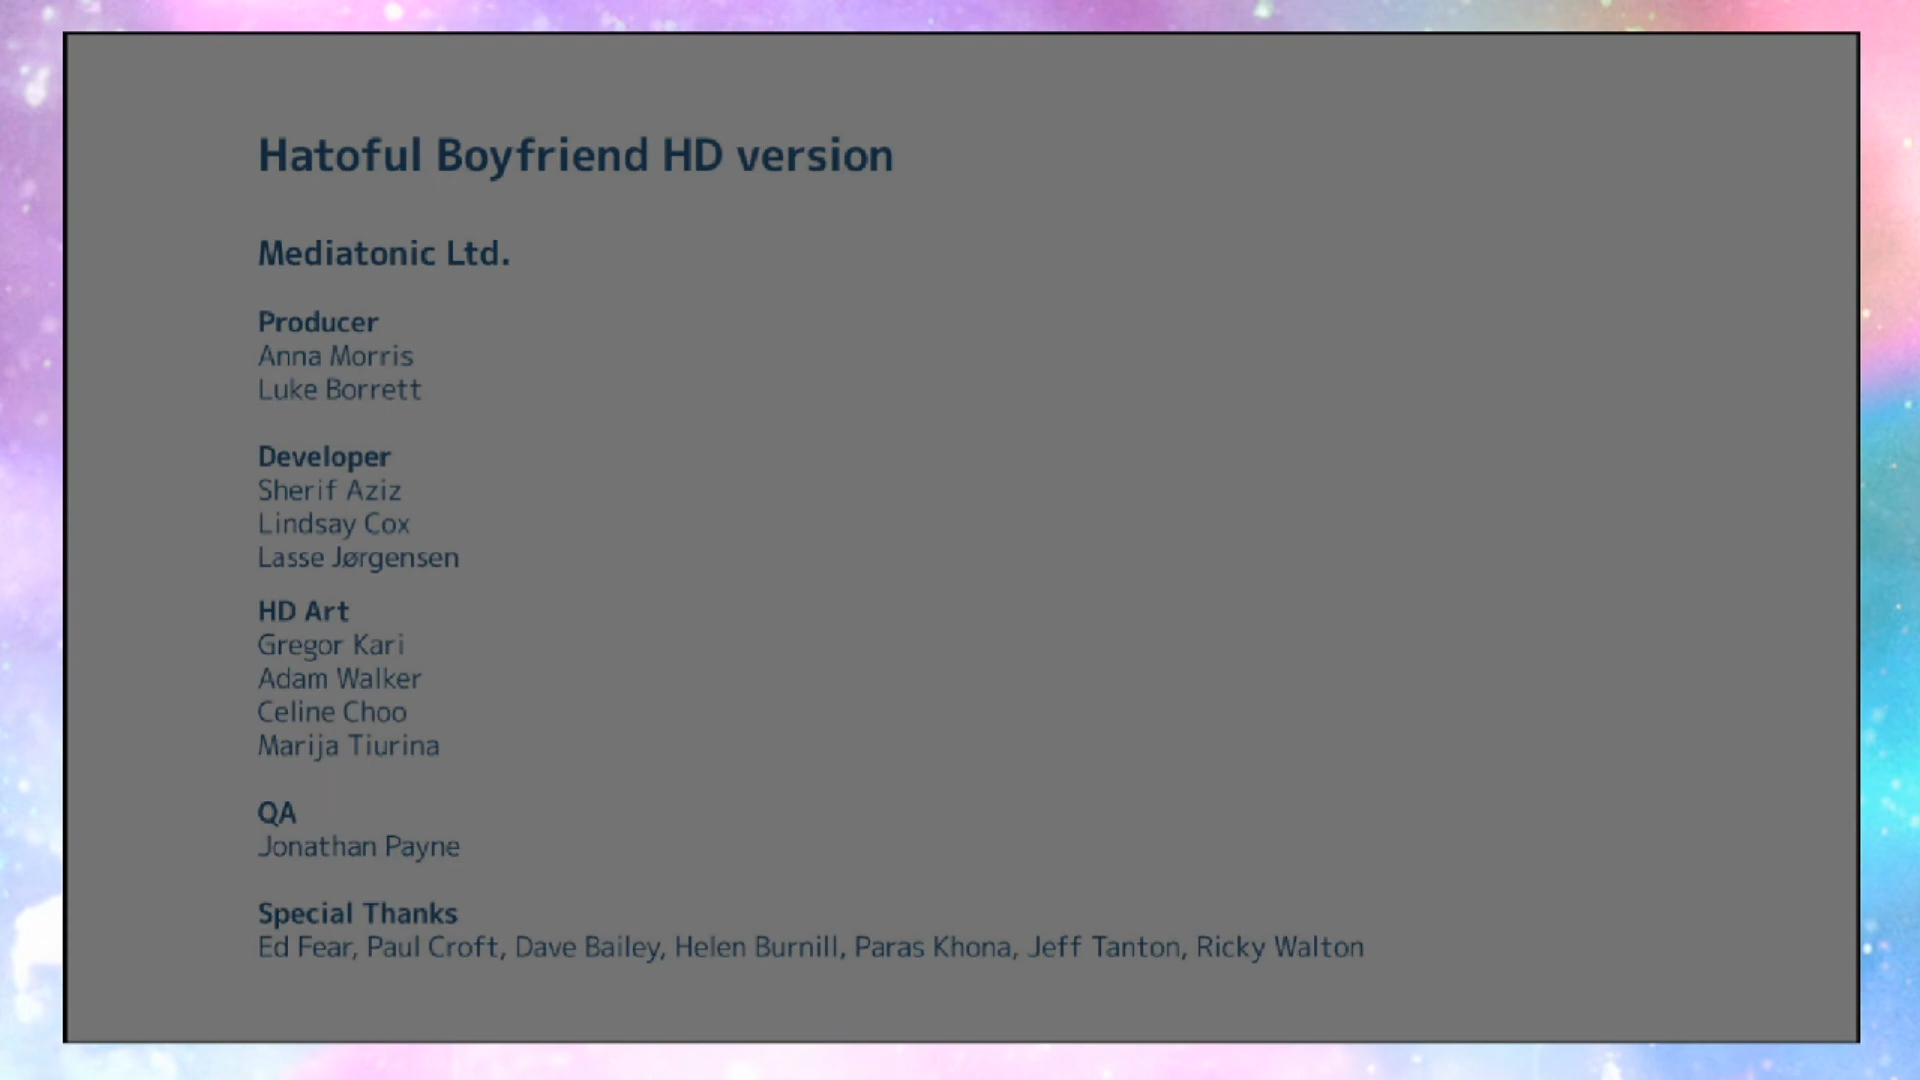 Hatoful Boyfriend HD version
Mediatonic Ltd.
Producer
Anna Morris
Luke Borrett
Developer
Sherif Aziz
Lindsay Cox
Lasse Jørgensen
HD Art
Gregor Kari
Adam Walker
Celine Choo
Marija Tiurina
QA
Jonathan Payne
Special Thanks
Ed Fear, Paul Croft, Dave Bailey, Helen Burnill, Paras Khona, Jeff Tanton, Ricky Walton